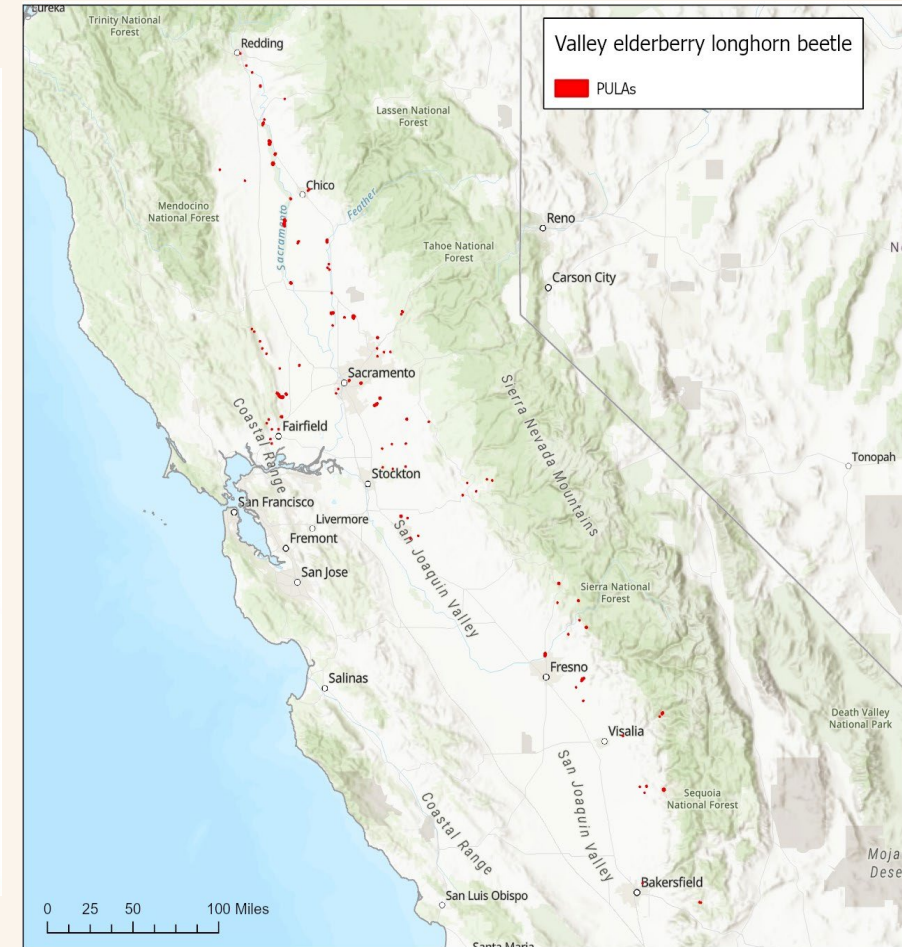 Eureka
Trinity National
Forest
Redding
Valley elderberry longhorn beetle
PULAs
Lassen National
Forest
Chico
Feather
Mendocino
National Forest
Sacramento
Reno
Tahoe National
Forest
Carson City
Sacramento
Sierra Nevada Mountains
Coastal Range
Fairfield
Tonopah
Stockton
San Francisco
Livermore
Fremont
San Joaquin Valley
San Jose
Sierra National
Forest
Fresno
Salinas
Death Valley
National Park
Visalia
San Joaquin Valley
Sequoia
National Forest
Coastal Range
Moja
Dese
Bakersfield
San Luis Obispo
0 25 50 100 Miles
Santa Maria